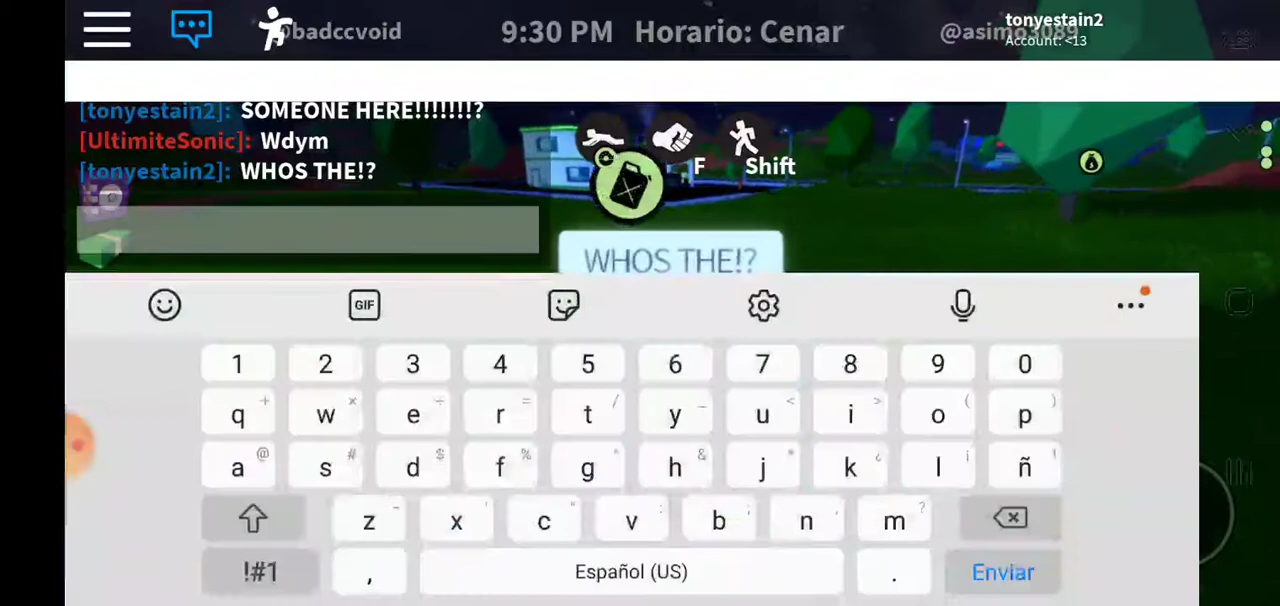 @badccvoid 9:30 PM Horario: Cenar @asimo3089 tonyestain2
Account: <13
[tonyestain2]: SOMEONE HERE!!!!!!!?
[UltimiteSonic]: Wdym
[tonyestain2]: WHOS THE!?
F Shift
WHOS THE!?
GIF
1 2 3 4 5 6 7 8 9 0
q w e r t y u i o p
a s d f g h j k l ñ
z x c v b n m
!#1 , Español (US) . Enviar